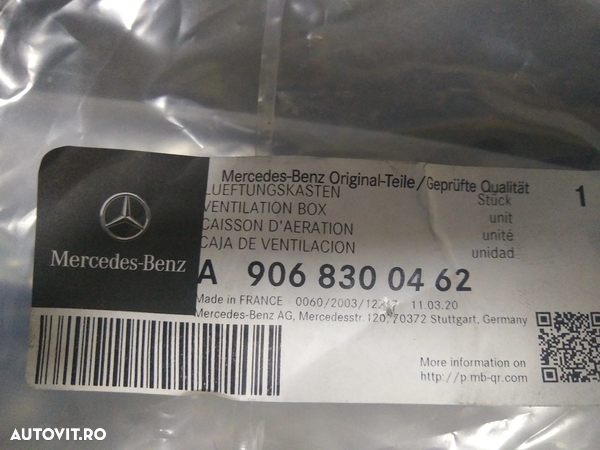 Mercedes-Benz Original-Teile/Geprüfte Qualität
LUEFTUNGSKASTEN Stück 1
VENTILATION BOX unit
CAISSON D'AERATION unité
CAJA DE VENTILACION unidad
Mercedes-Benz
A 906 830 04 62
Made in FRANCE 11.03.20
Mercedes-Benz AG, Mercedesstr 120, 70372 Stuttgart, Germany
More information on
http://p.mb-qr.com
AUTOVIT.RO
AUTOVIT.RO